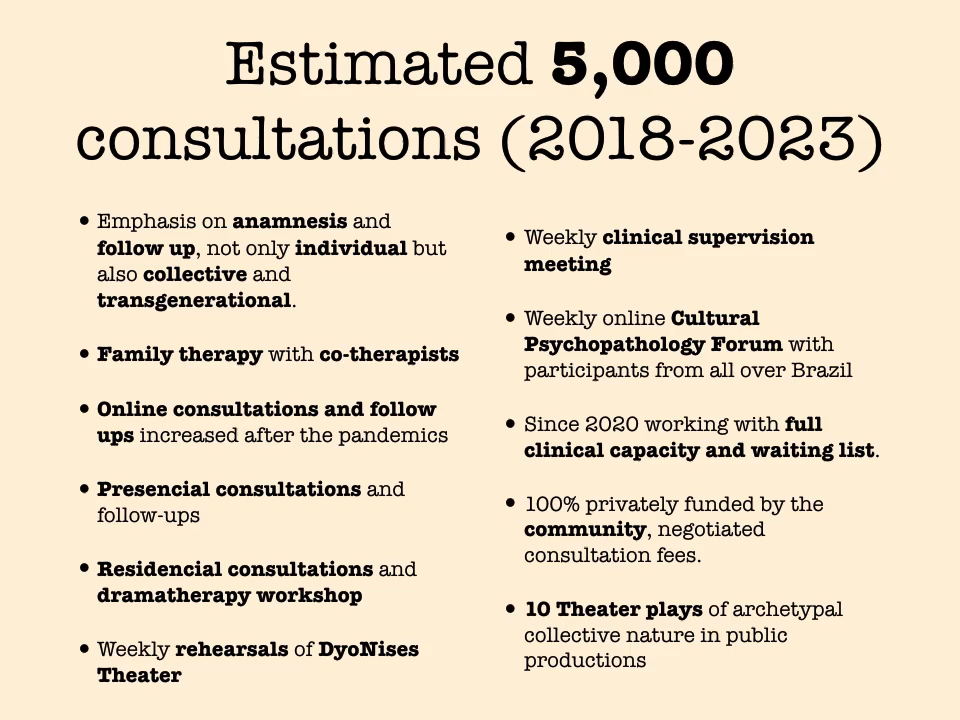 Estimated 5,000
consultations (2018-2023)
• Emphasis on anamnesis and
follow up, not only individual but
also collective and
transgenerational.
• Family therapy with co-therapists
• Online consultations and follow
ups increased after the pandemics
• Presencial consultations and
follow-ups
• Residencial consultations and
dramatherapy workshop
• Weekly rehearsals of DyoNises
Theater
• Weekly clinical supervision
meeting
• Weekly online Cultural
Psychopathology Forum with
participants from all over Brazil
• Since 2020 working with full
clinical capacity and waiting list.
• 100% privately funded by the
community, negotiated
consultation fees.
• 10 Theater plays of archetypal
collective nature in public
productions